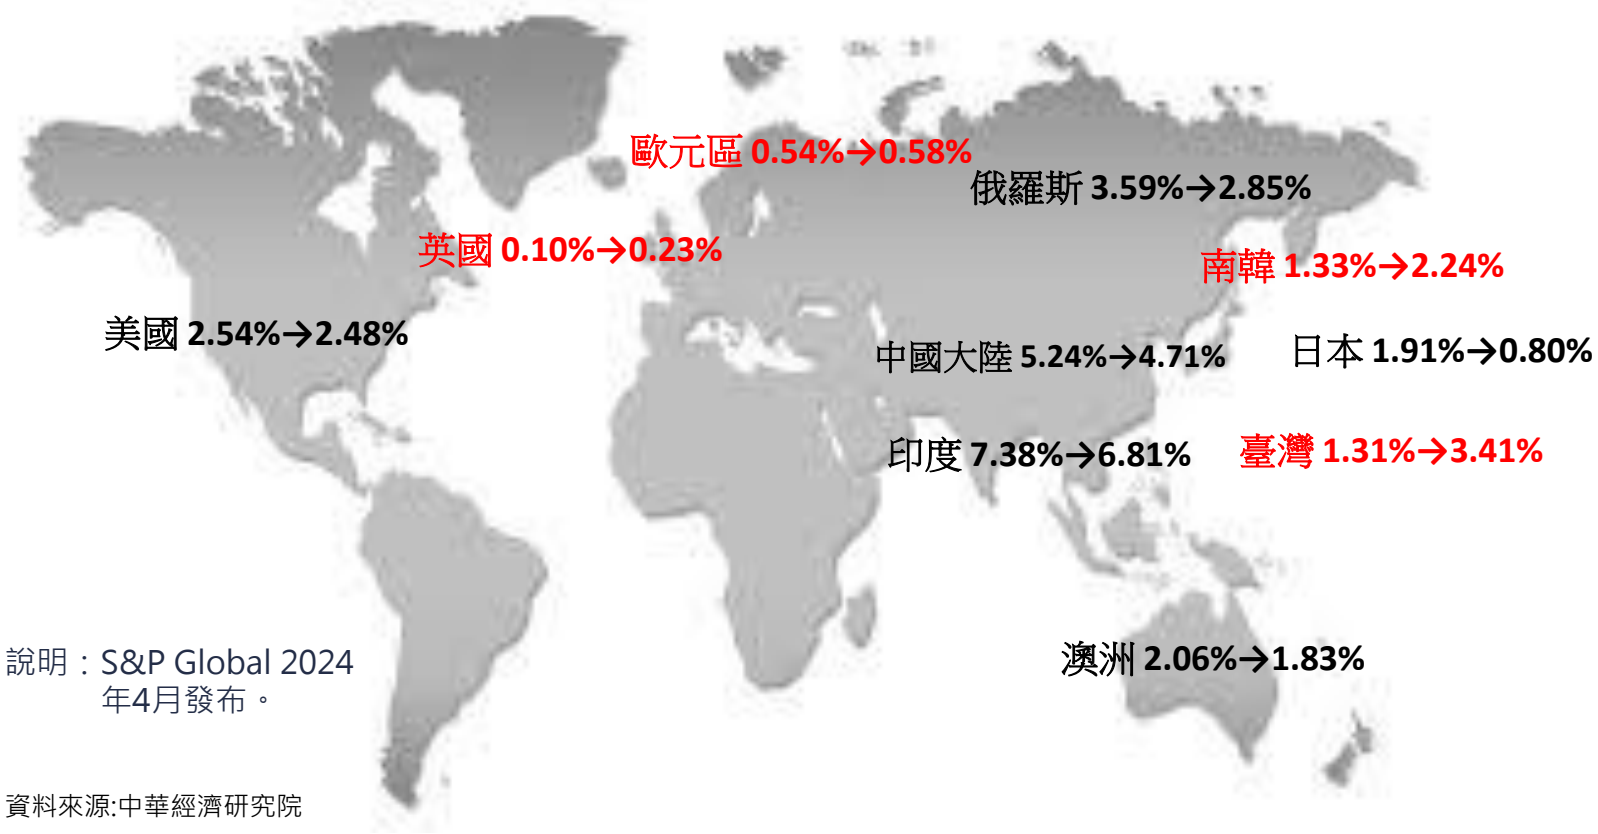 歐元區 0.54%→0.58%
俄羅斯 3.59%→2.85%
英國 0.10%→0.23%
南韓 1.33%→2.24%
美國 2.54%→2.48%
中國大陸 5.24%→4.71%
日本 1.91%→0.80%
印度 7.38%→6.81%
臺灣 1.31%→3.41%
澳洲 2.06%→1.83%
說明：S&P Global 2024
年4月發布。
資料來源:中華經濟研究院